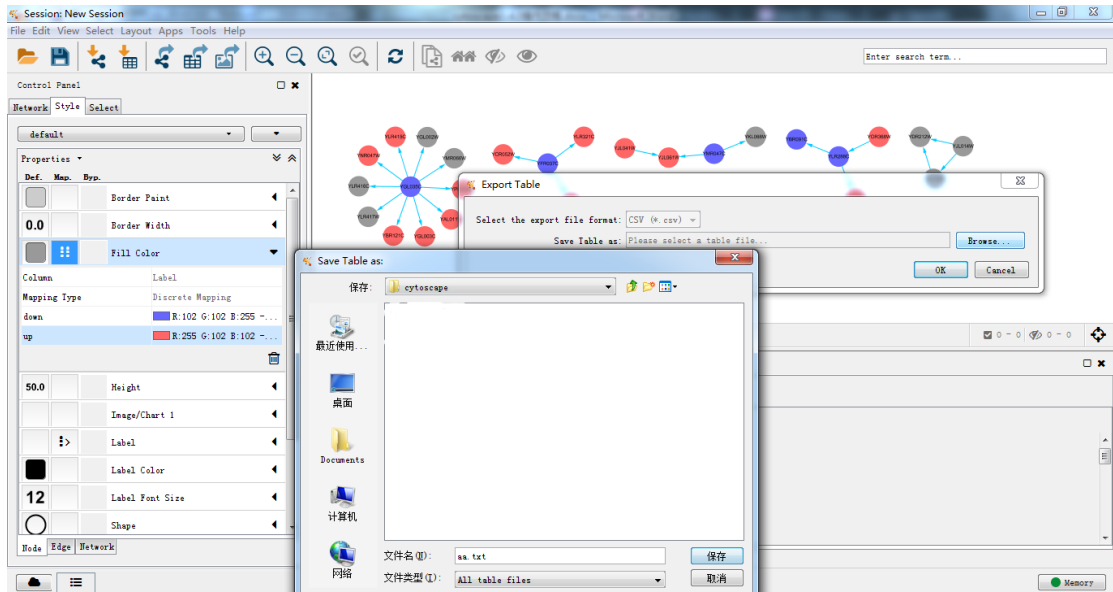 Session: New Session
File Edit View Select Layout Apps Tools Help
Enter search term...
Control Panel
Network Style Select
default
Properties
Def. Map. Byp.
Border Paint
0.0 Border Width
Fill Color
Column Label
Mapping Type Discrete Mapping
down R:102 G:102 B:255 -...
up R:255 G:102 B:102 -...
50.0 Height
Image/Chart 1
Label
Label Color
12 Label Font Size
Shape
Node Edge Network
Export Table
Select the export file format: CSV (*.csv)
Save Table as: Please select a table file...
Browse...
OK Cancel
Save Table as:
保存: cytoscape
最近使用...
桌面
Documents
计算机
网络
文件名(N): aa.txt 保存
文件类型(T): All table files 取消
0 - 0 0 - 0
Memory